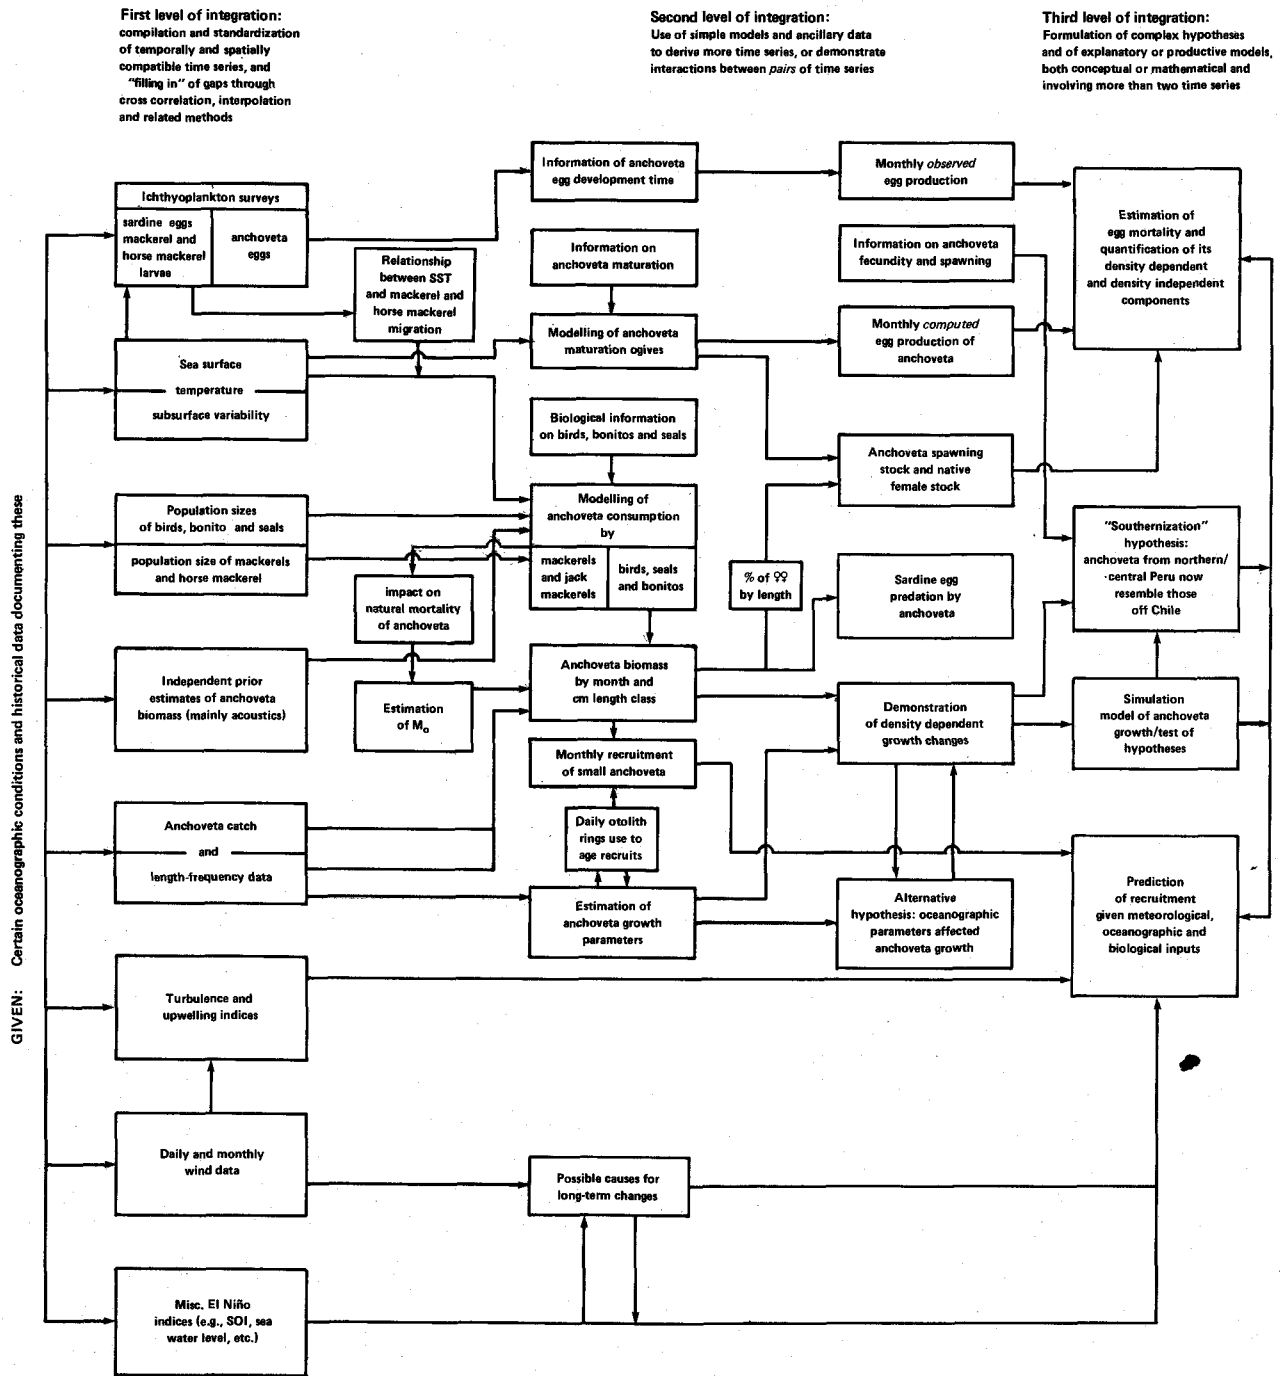 First level of integration:
compilation and standardization
of temporally and spatially
compatible time series, and
"filling in" of gaps through
cross correlation, interpolation
and related methods
Second level of integration:
Use of simple models and ancillary data
to derive more time series, or demonstrate
interactions between pairs of time series
Third level of integration:
Formulation of complex hypotheses
and of explanatory or productive models,
both conceptual or mathematical and
involving more than two time series
GIVEN: Certain oceanographic conditions and historical data documenting these
Ichthyoplankton surveys
sardine eggs
mackerel and
horse mackerel
larvae
anchoveta
eggs
Sea surface
temperature
subsurface variability
Population sizes
of birds, bonito and seals
population size of mackerels
and horse mackerel
Independent prior
estimates of anchoveta
biomass (mainly acoustics)
Anchoveta catch
and
length-frequency data
Turbulence and
upwelling indices
Daily and monthly
wind data
Misc. El Niño
indices (e.g., SOI, sea
water level, etc.)
Relationship
between SST
and mackerel and
horse mackerel
migration
impact on
natural mortality
of anchoveta
Estimation
of Mo
Information of anchoveta
egg development time
Information on
anchoveta maturation
Modelling of anchoveta
maturation ogives
Biological information
on birds, bonitos and seals
Modelling of
anchoveta consumption
by
mackerels
and jack
mackerels
birds, seals
and bonitos
Anchoveta biomass
by month and
cm length class
Monthly recruitment
of small anchoveta
Daily otolith
rings use to
age recruits
Estimation of
anchoveta growth
parameters
Possible causes for
long-term changes
% of ♀♀
by length
Monthly observed
egg production
Information on anchoveta
fecundity and spawning
Monthly computed
egg production of
anchoveta
Anchoveta spawning
stock and native
female stock
Sardine egg
predation by
anchoveta
Demonstration
of density dependent
growth changes
Alternative
hypothesis: oceanographic
parameters affected
anchoveta growth
Estimation of
egg mortality and
quantification of its
density dependent
and density independent
components
"Southernization"
hypothesis:
anchoveta from northern/
central Peru now
resemble those
off Chile
Simulation
model of anchoveta
growth/test of
hypotheses
Prediction
of recruitment
given meteorological,
oceanographic and
biological inputs